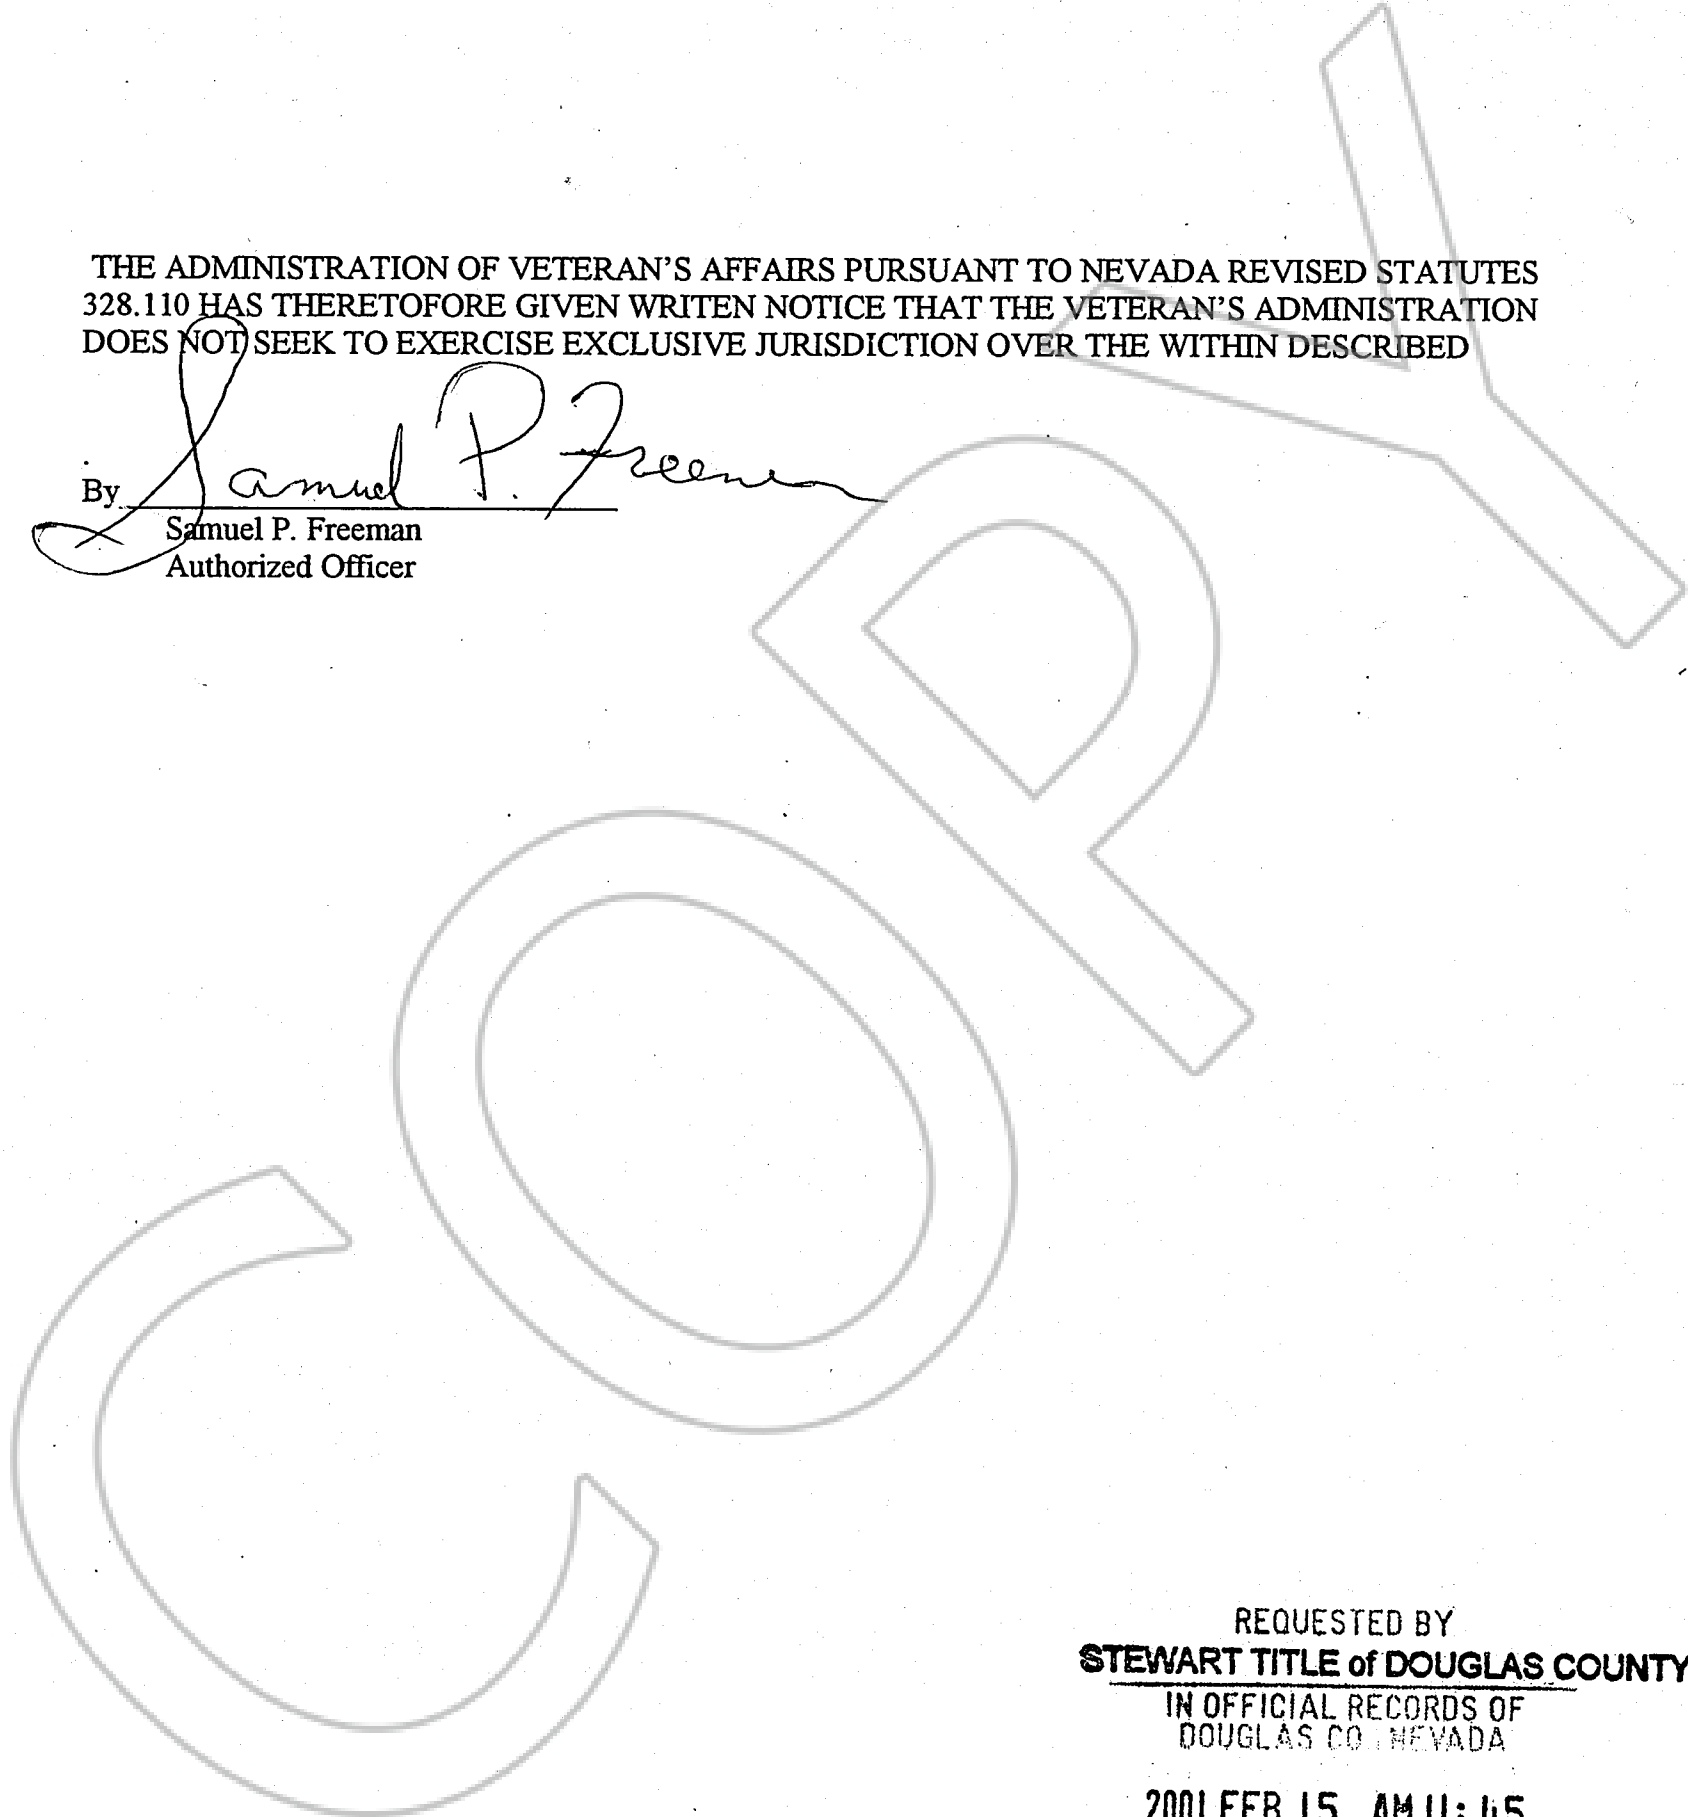 THE ADMINISTRATION OF VETERAN'S AFFAIRS PURSUANT TO NEVADA REVISED STATUTES
328.110 HAS THERETOFORE GIVEN WRITEN NOTICE THAT THE VETERAN'S ADMINISTRATION
DOES NOT SEEK TO EXERCISE EXCLUSIVE JURISDICTION OVER THE WITHIN DESCRIBED
By Samuel P. Freeman
Samuel P. Freeman
Authorized Officer
COPY
REQUESTED BY
STEWART TITLE of DOUGLAS COUNTY
IN OFFICIAL RECORDS OF
DOUGLAS CO. NEVADA
2001 FEB 15 AM 11:45